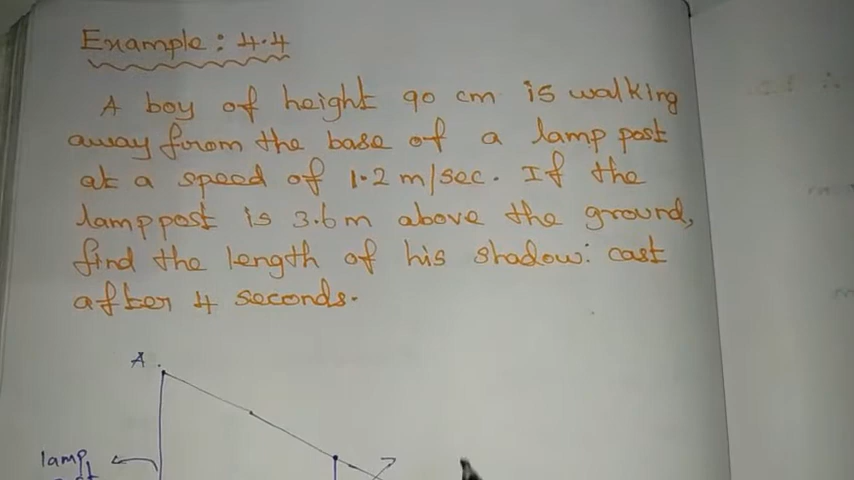 Example: 4.4
A boy of height 90 cm is walking
away from the base of a lamp post
at a speed of 1.2 m/sec. If the
lamp post is 3.6 m above the ground,
find the length of his shadow: cast
after 4 seconds.
A
lamp